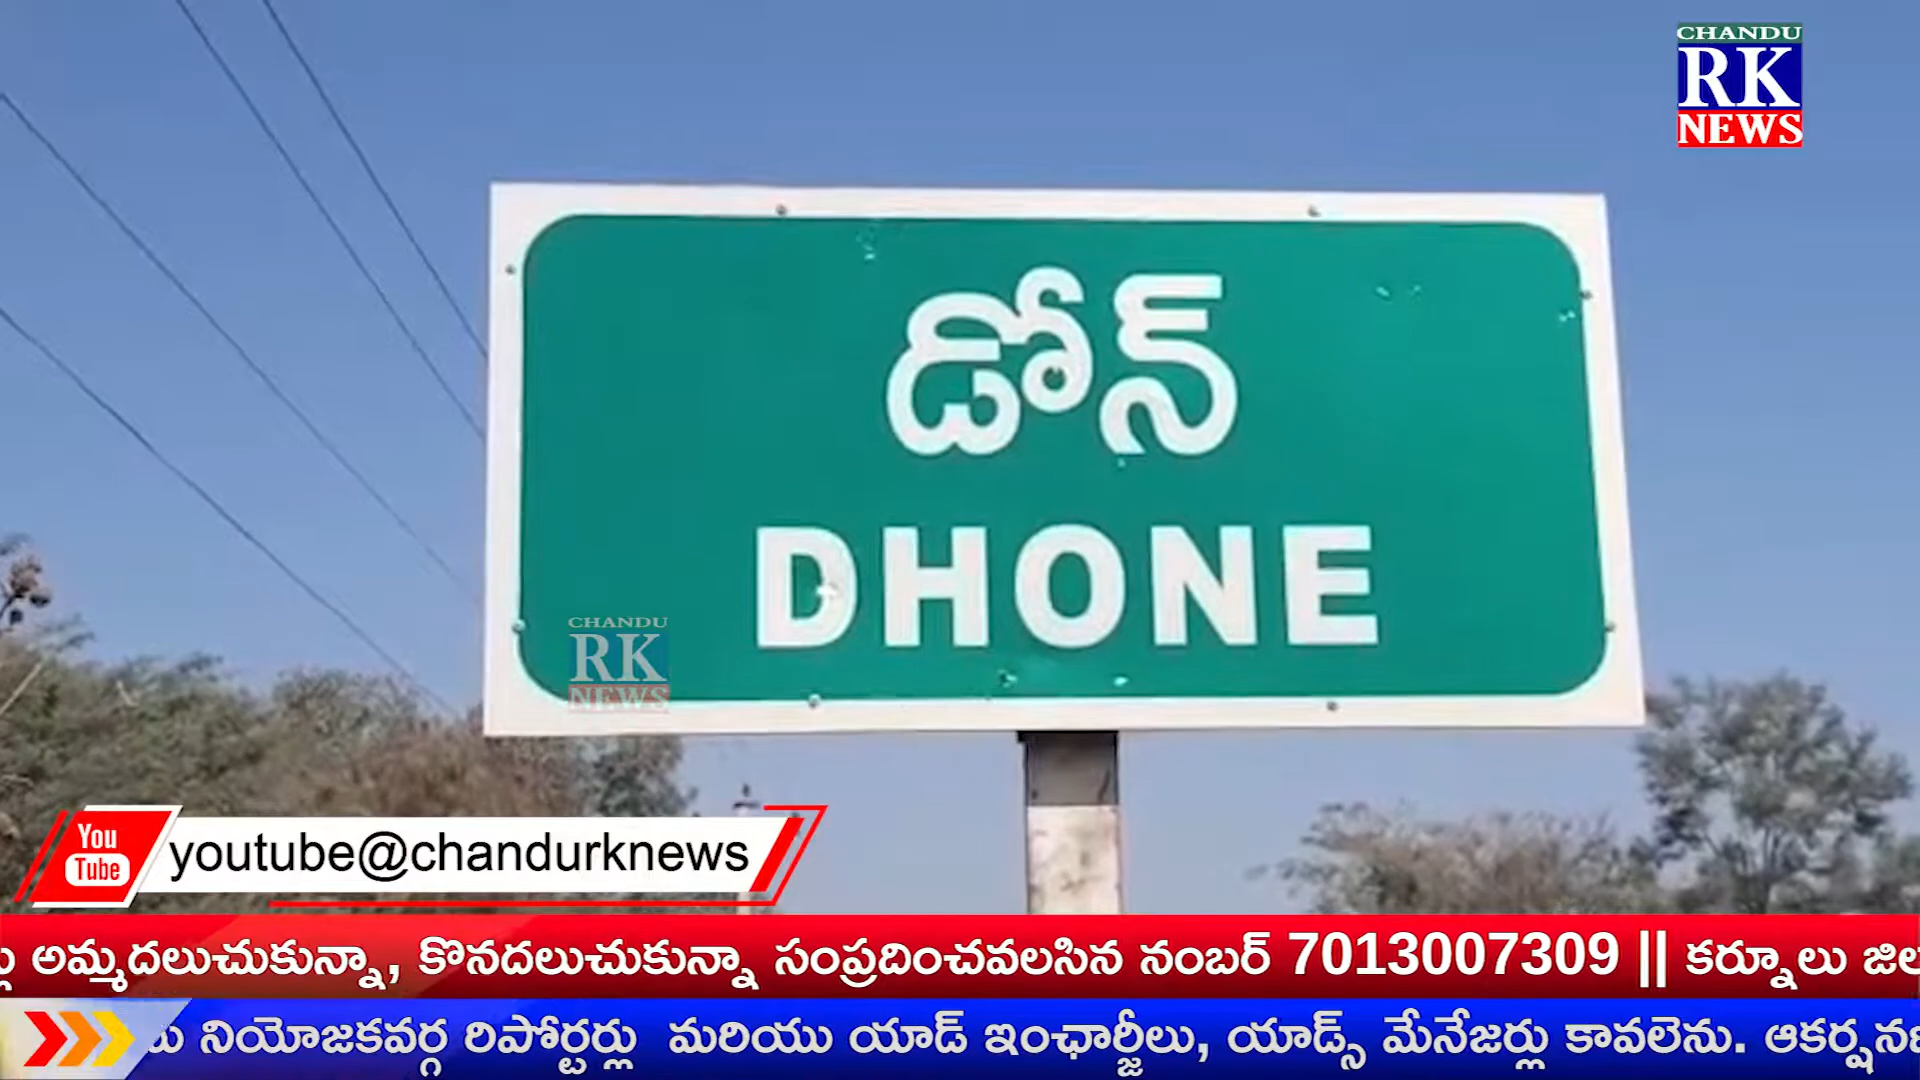 CHANDU
RK
NEWS
డోన్
DHONE
CHANDU
RK
NEWS
You
Tube
youtube@chandurknews
అమ్మదలుచుకున్నా, కొనదలుచుకున్నా సంప్రదించవలసిన నంబర్ 7013007309 || కర్నూలు
నియోజకవర్గ రిపోర్టర్లు మరియు యాడ్ ఇంఛార్జీలు, యాడ్స్ మేనేజర్లు కావలెను.